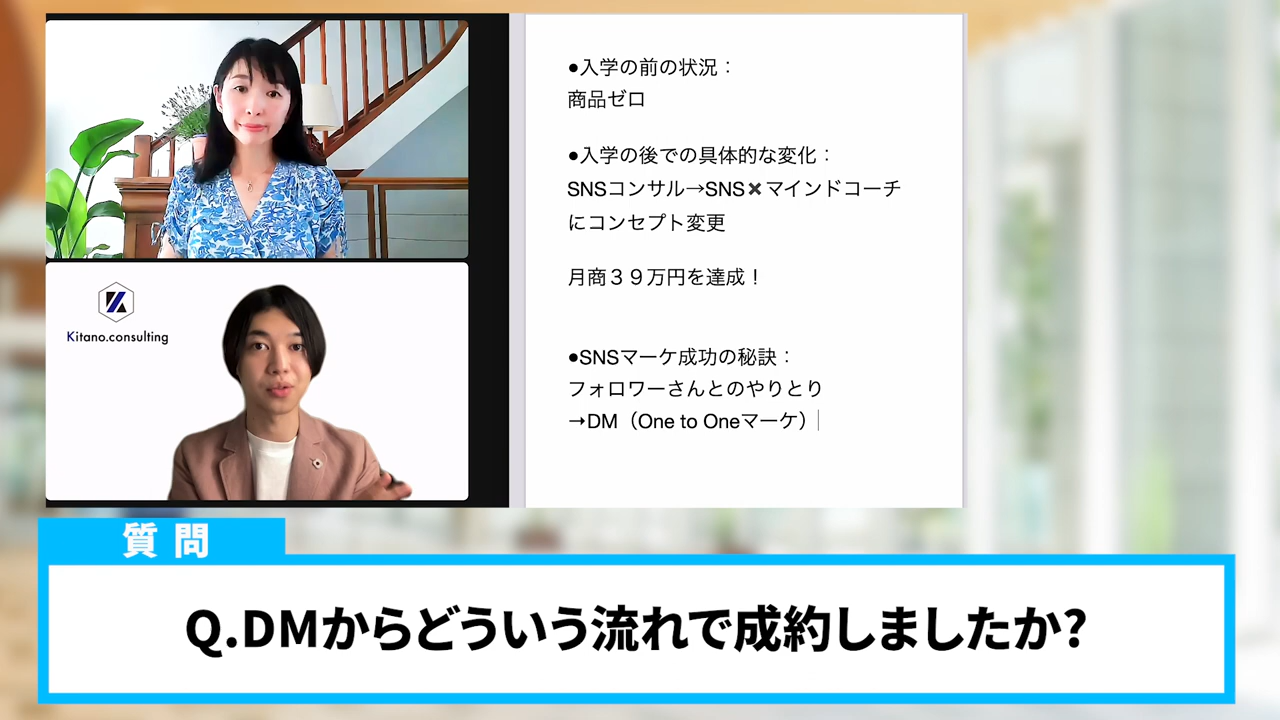 ●入学の前の状況：
商品ゼロ
●入学の後での具体的な変化：
SNSコンサル→SNS✖マインドコーチ
にコンセプト変更
月商３９万円を達成！
●SNSマーケ成功の秘訣：
フォロワーさんとのやりとり
→DM（One to Oneマーケ）
Kitano.consulting
質問
Q.DMからどういう流れで成約しましたか?